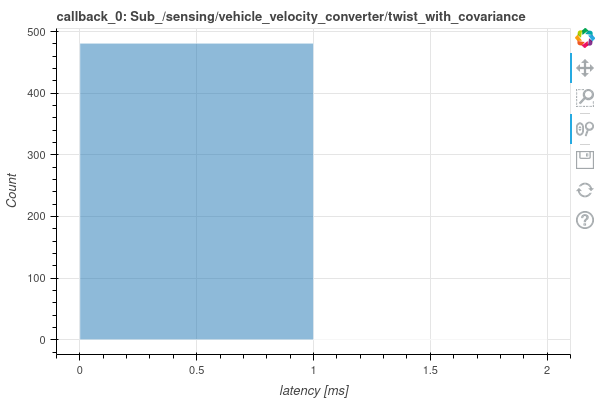 callback_0: Sub_/sensing/vehicle_velocity_converter/twist_with_covariance
500
400
300
200
100
0
Count
0 0.5 1 1.5 2
latency [ms]